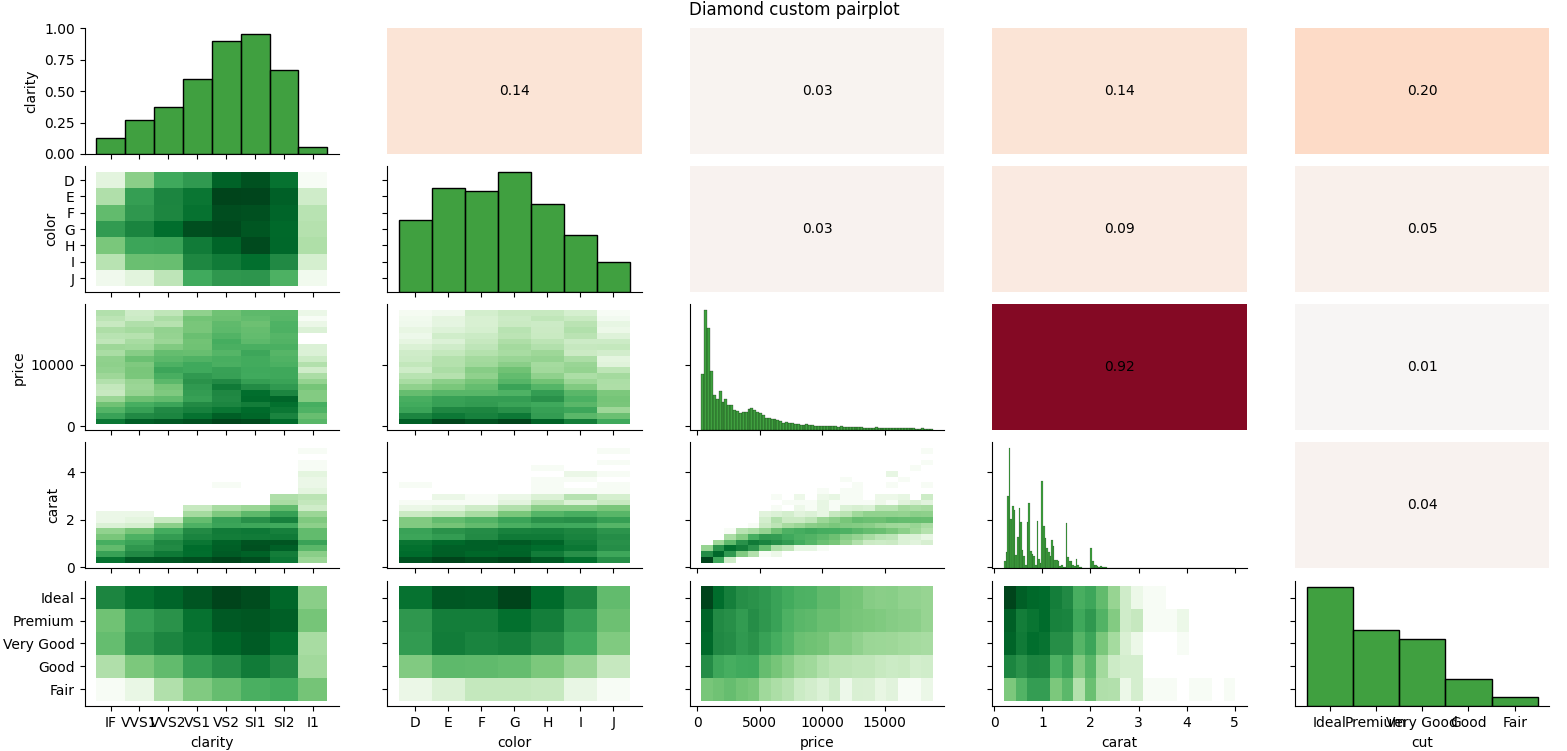 Diamond custom pairplot
1.00
0.75
0.50
0.25
0.00
clarity
0.14
0.03
0.14
0.20
D
E
F
G
H
I
J
color
0.03
0.09
0.05
10000
0
price
0.92
0.01
4
2
0
carat
0.04
Ideal
Premium
Very Good
Good
Fair
IF VVS1 VVS2 VS1 VS2 SI1 SI2 I1
D E F G H I J
0 5000 10000 15000
0 1 2 3 4 5
Ideal Premium Very Good Good Fair
clarity
color
price
carat
cut